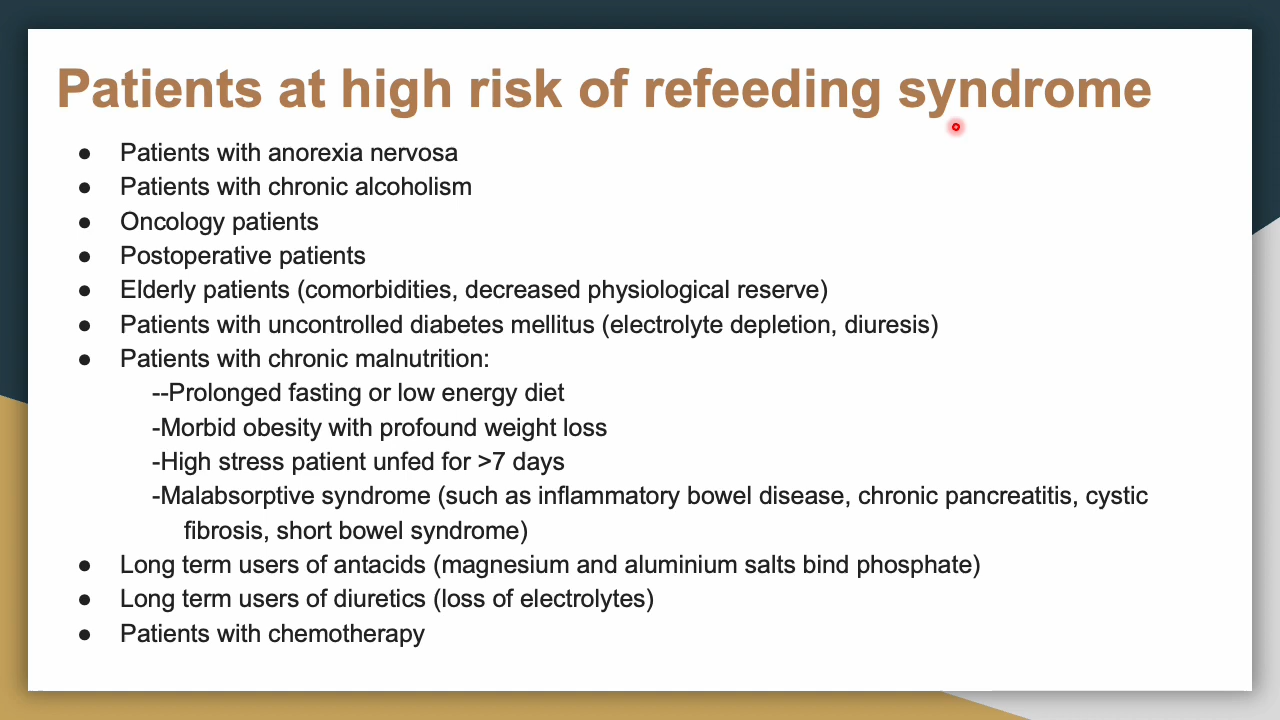 Patients at high risk of refeeding syndrome
● Patients with anorexia nervosa
● Patients with chronic alcoholism
● Oncology patients
● Postoperative patients
● Elderly patients (comorbidities, decreased physiological reserve)
● Patients with uncontrolled diabetes mellitus (electrolyte depletion, diuresis)
● Patients with chronic malnutrition:
--Prolonged fasting or low energy diet
-Morbid obesity with profound weight loss
-High stress patient unfed for >7 days
-Malabsorptive syndrome (such as inflammatory bowel disease, chronic pancreatitis, cystic
fibrosis, short bowel syndrome)
● Long term users of antacids (magnesium and aluminium salts bind phosphate)
● Long term users of diuretics (loss of electrolytes)
● Patients with chemotherapy